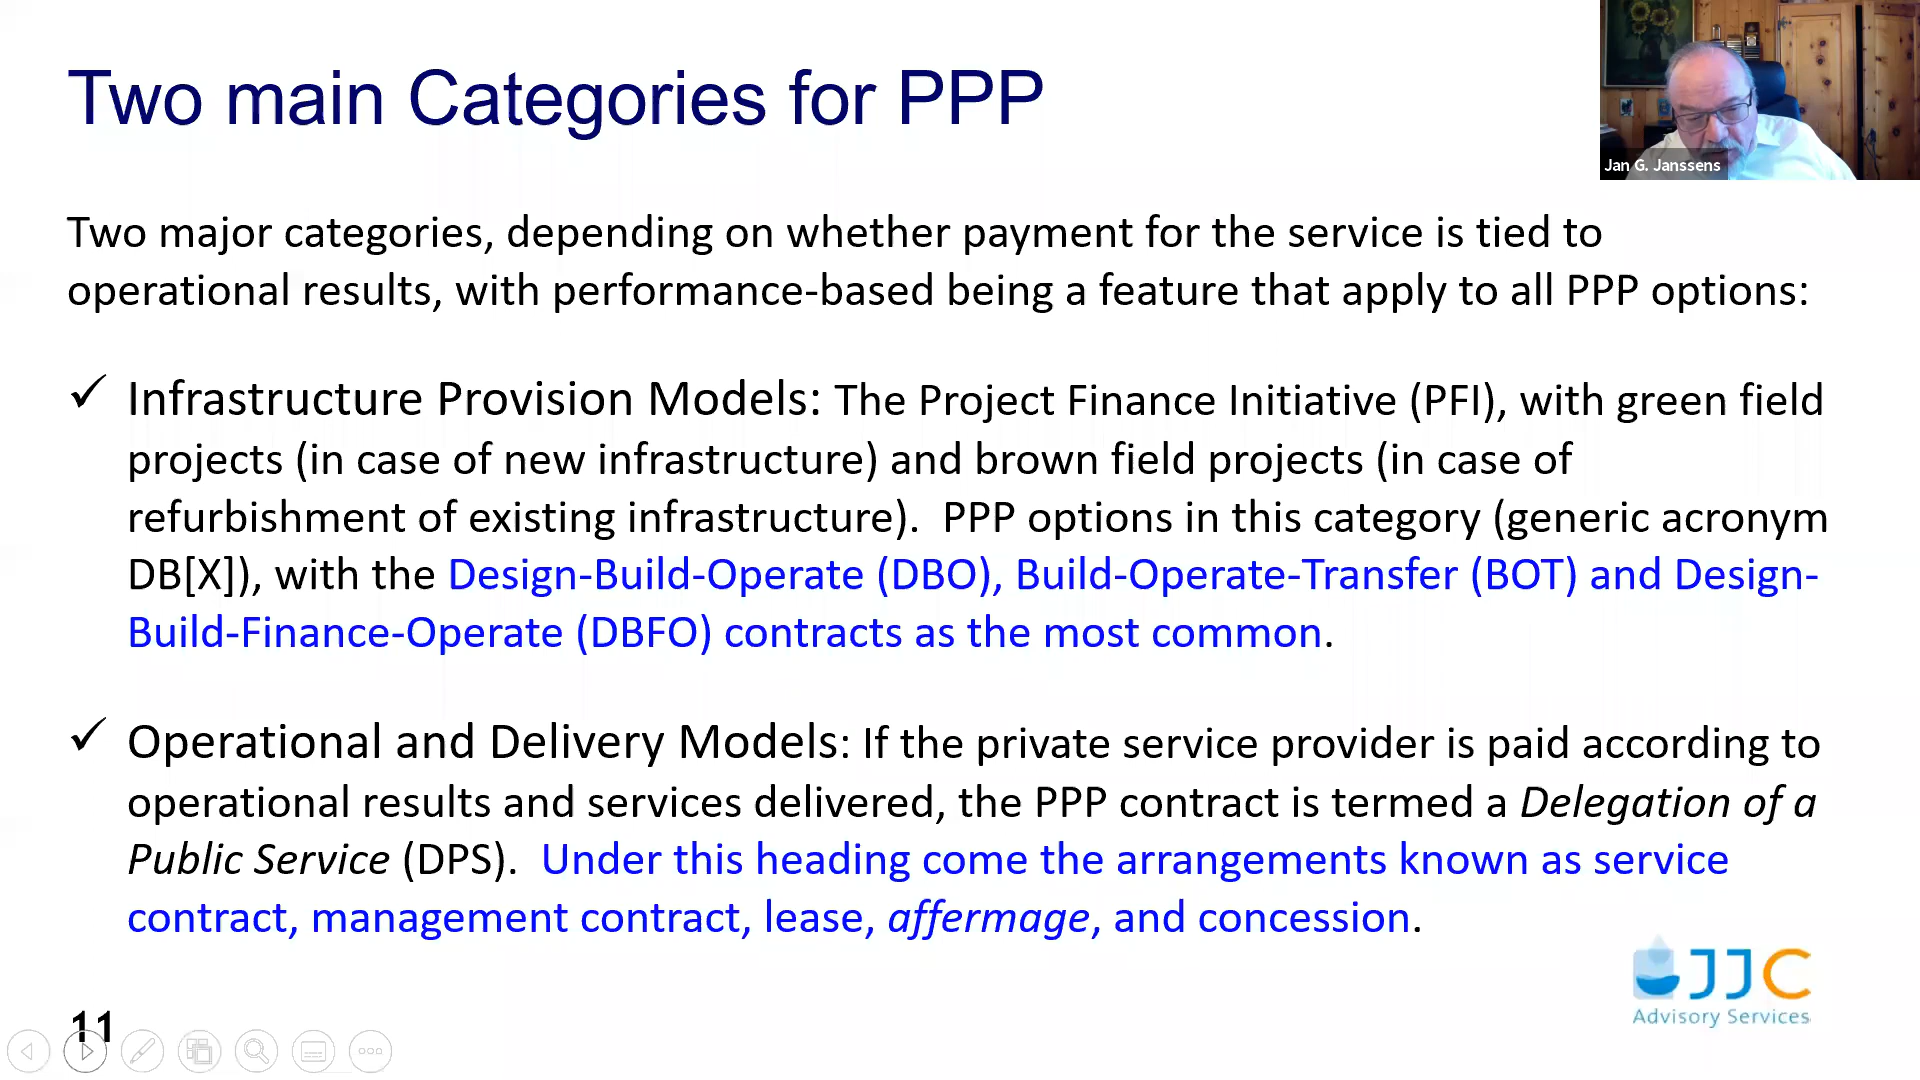 Two main Categories for PPP
Jan G. Janssens
Two major categories, depending on whether payment for the service is tied to
operational results, with performance-based being a feature that apply to all PPP options:
✓ Infrastructure Provision Models: The Project Finance Initiative (PFI), with green field
projects (in case of new infrastructure) and brown field projects (in case of
refurbishment of existing infrastructure). PPP options in this category (generic acronym
DB[X]), with the Design-Build-Operate (DBO), Build-Operate-Transfer (BOT) and Design-
Build-Finance-Operate (DBFO) contracts as the most common.
✓ Operational and Delivery Models: If the private service provider is paid according to
operational results and services delivered, the PPP contract is termed a Delegation of a
Public Service (DPS). Under this heading come the arrangements known as service
contract, management contract, lease, affermage, and concession.
JJC
Advisory Services
11